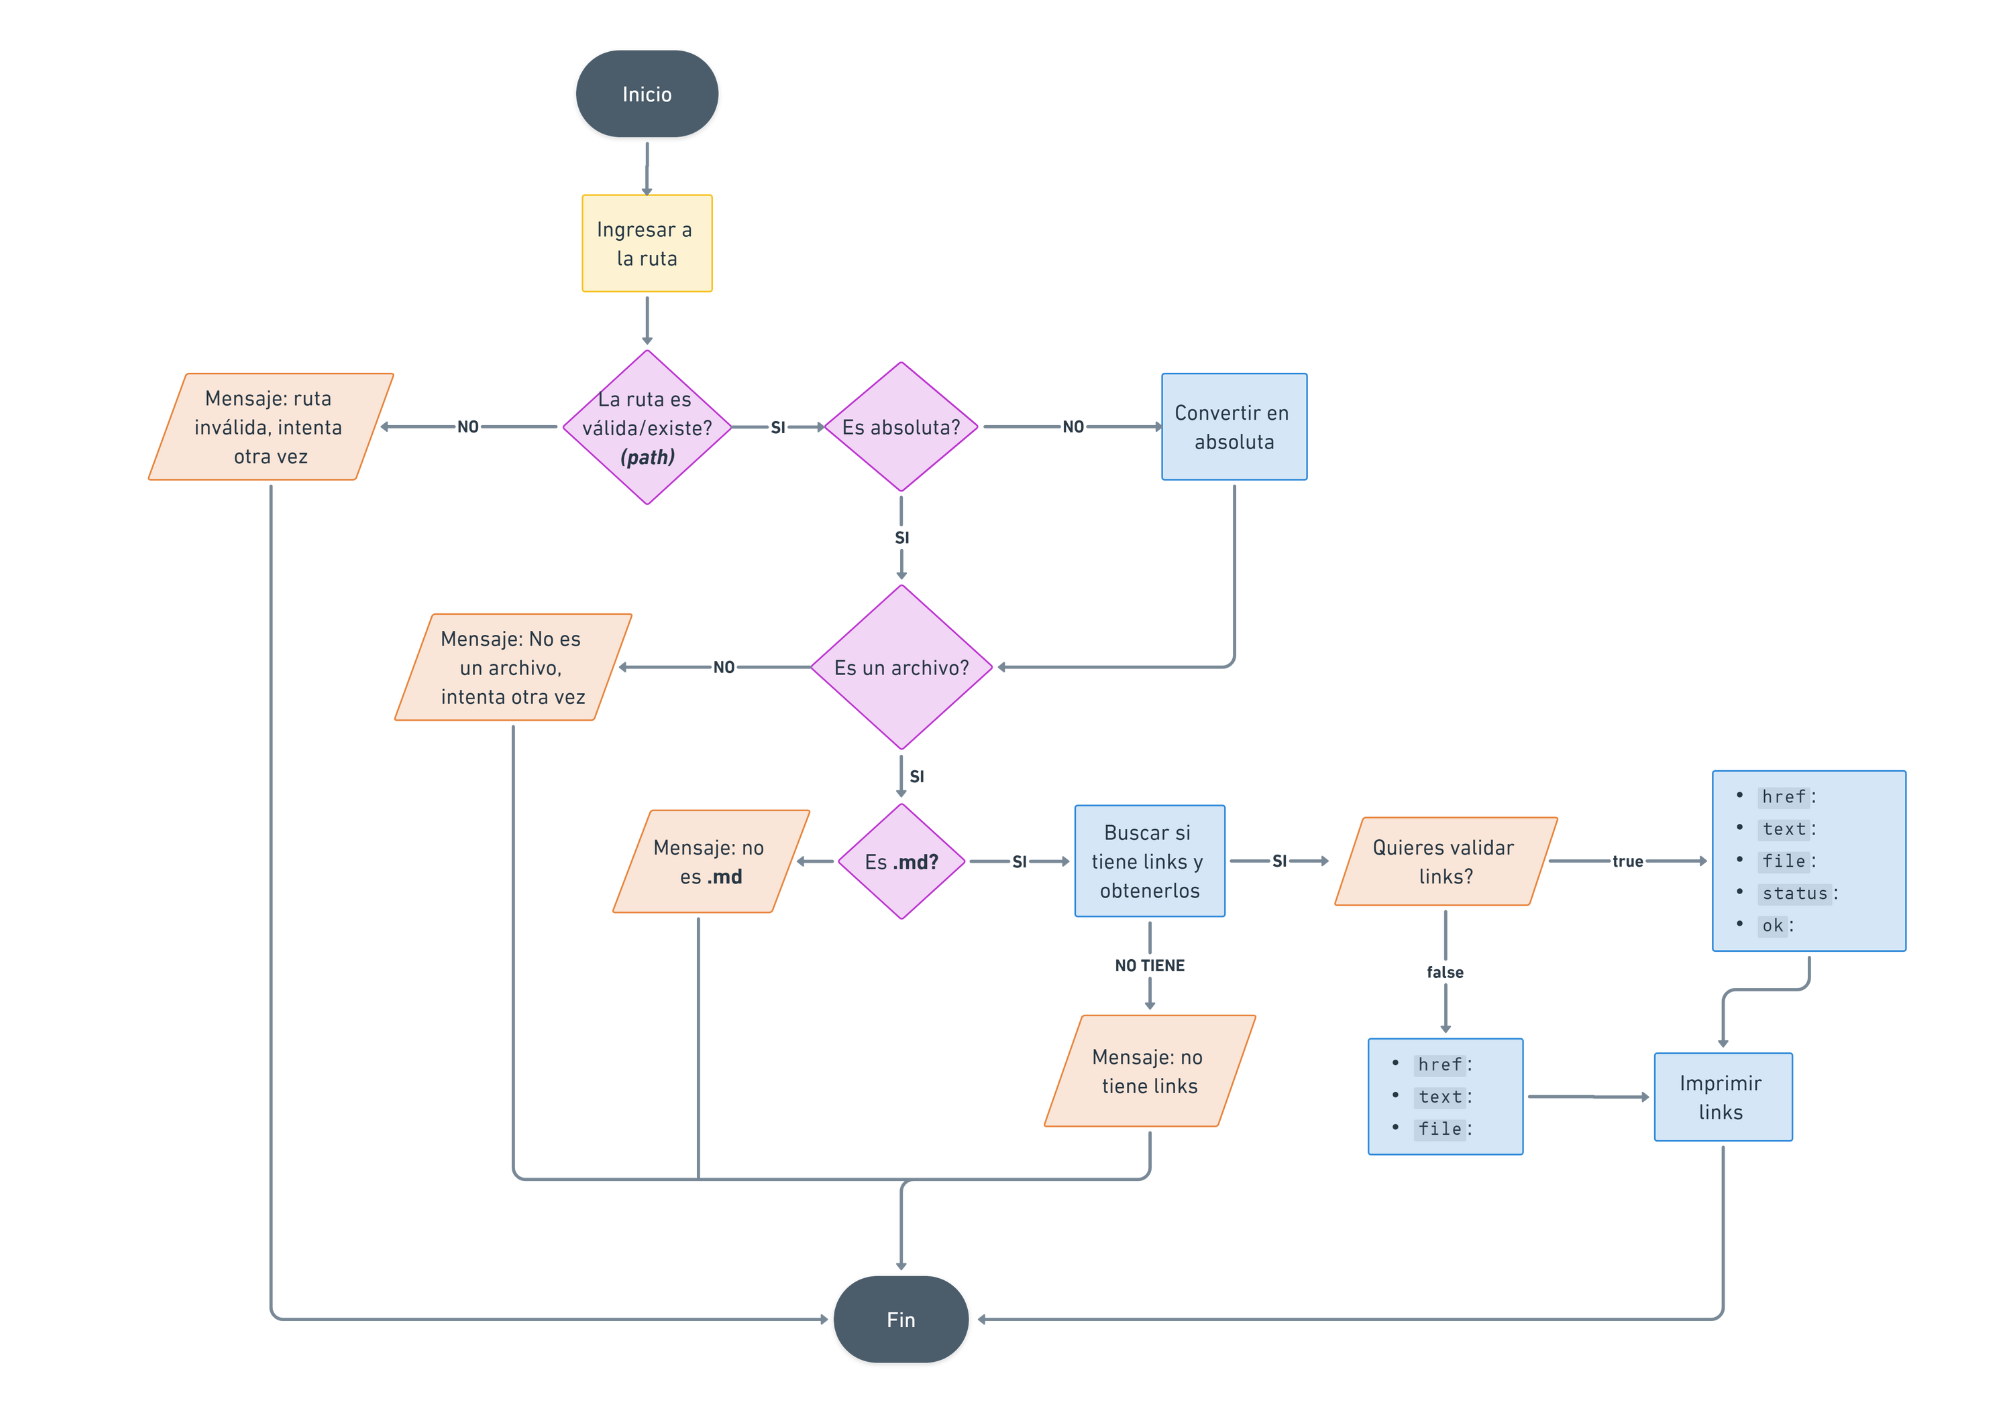 Inicio
Ingresar a
la ruta
Mensaje: ruta
inválida, intenta
otra vez
NO
La ruta es
válida/existe?
(path)
SI
Es absoluta?
NO
Convertir en
absoluta
SI
Mensaje: No es
un archivo,
intenta otra vez
NO
Es un archivo?
SI
Mensaje: no
es .md
Es .md?
SI
Buscar si
tiene links y
obtenerlos
SI
Quieres validar
links?
true
• href:
• text:
• file:
• status:
• ok:
NO TIENE
false
Mensaje: no
tiene links
• href:
• text:
• file:
Imprimir
links
Fin